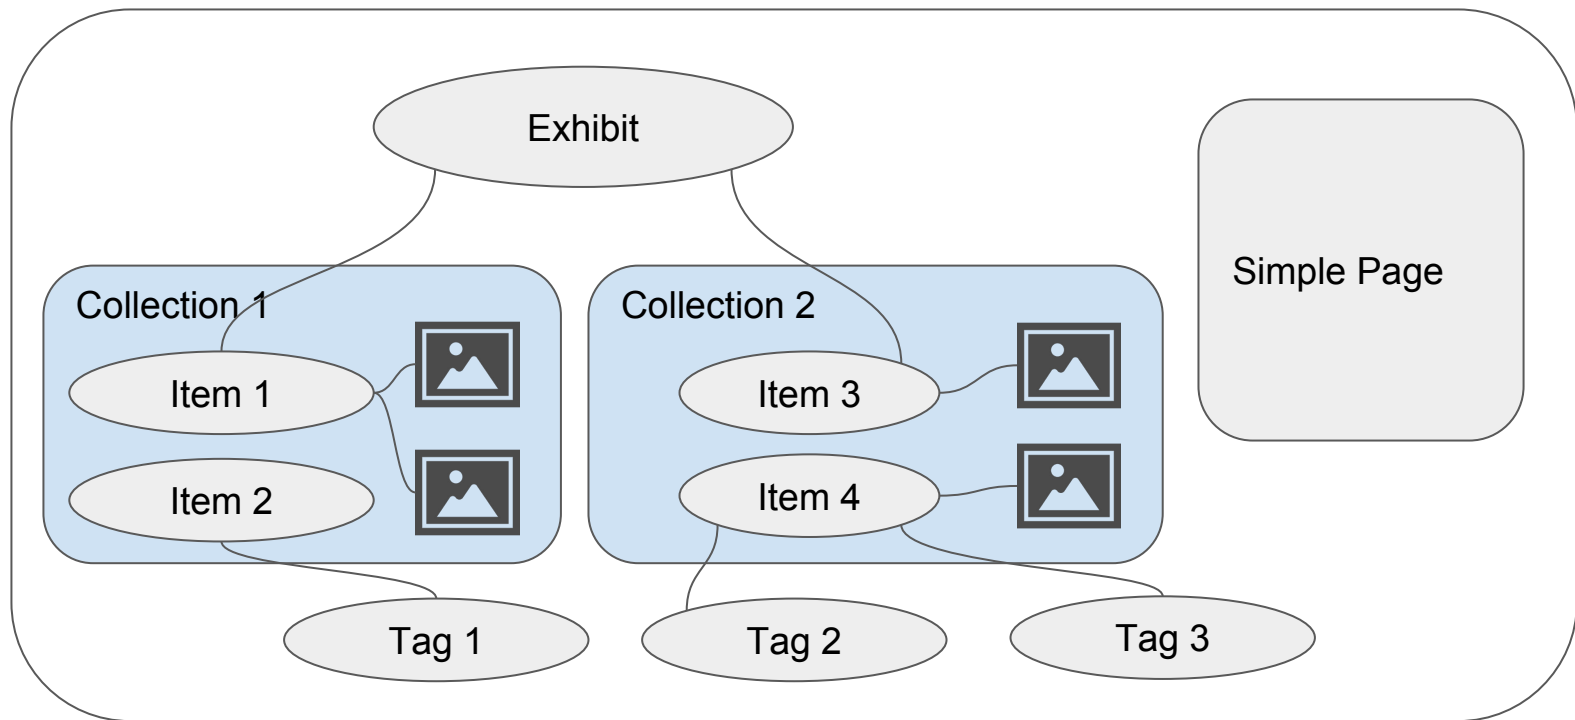 Exhibit
Simple Page
Collection 1
Collection 2
Item 1
Item 3
Item 2
Item 4
Tag 1
Tag 2
Tag 3